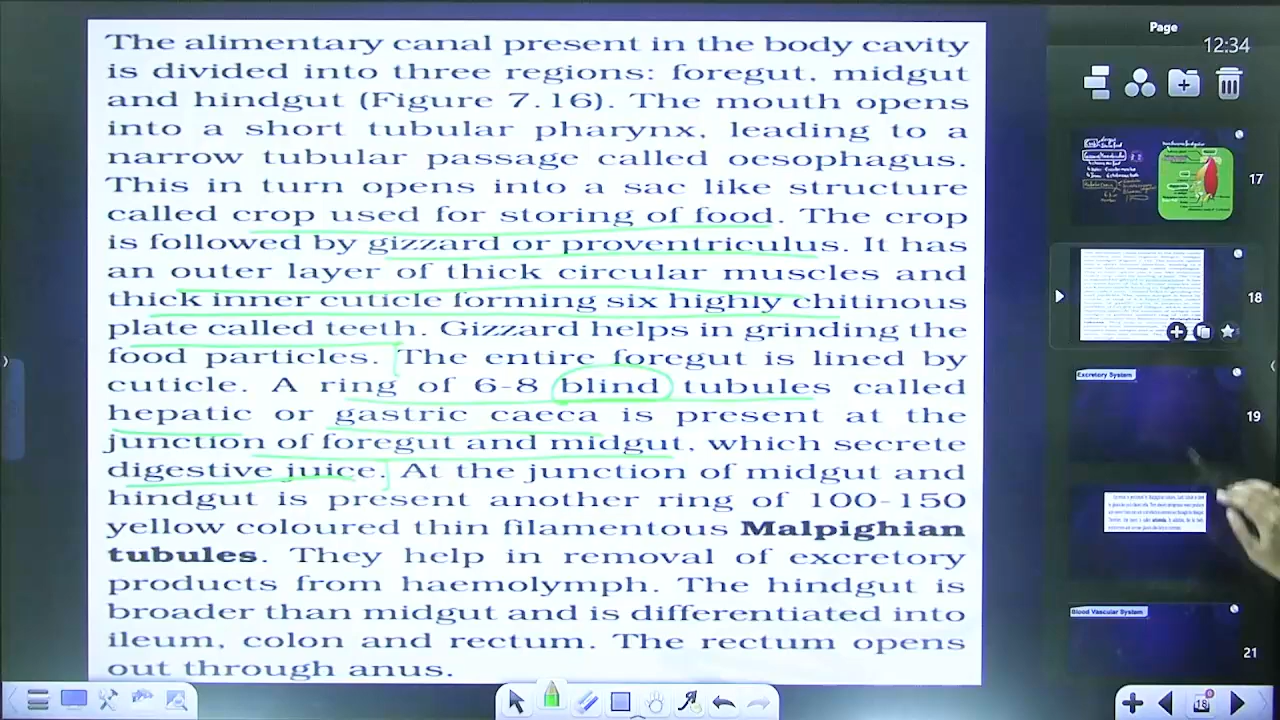 The alimentary canal present in the body cavity
is divided into three regions: foregut, midgut
and hindgut (Figure 7.16). The mouth opens
into a short tubular pharynx, leading to a
narrow tubular passage called oesophagus.
This in turn opens into a sac like structure
called crop used for storing of food. The crop
is followed by gizzard or proventriculus. It has
an outer layer of thick circular muscles and
thick inner cuticle forming six highly chitinous
plate called teeth. Gizzard helps in grinding the
food particles. The entire foregut is lined by
cuticle. A ring of 6-8 blind tubules called
hepatic or gastric caeca is present at the
junction of foregut and midgut, which secrete
digestive juice. At the junction of midgut and
hindgut is present another ring of 100-150
yellow coloured thin filamentous Malpighian
tubules. They help in removal of excretory
products from haemolymph. The hindgut is
broader than midgut and is differentiated into
ileum, colon and rectum. The rectum opens
out through anus.
Page
12:34
17
18
Excretory System
19
Blood Vascular System
21
18